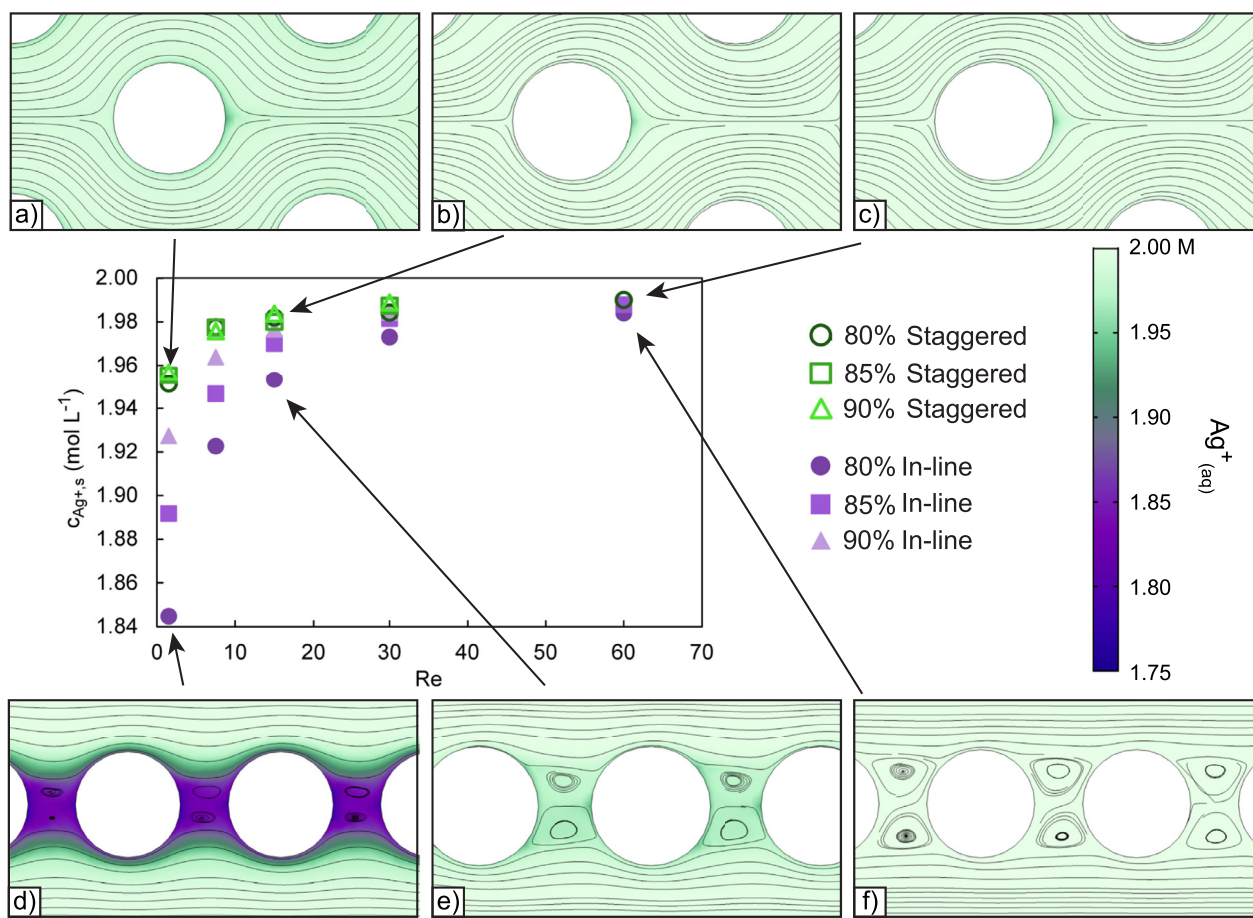 a)
b)
c)
2.00
1.98
1.96
1.94
1.92
1.90
1.88
1.86
1.84
c_Ag+,s (mol L⁻¹)
0 10 20 30 40 50 60 70
Re
80% Staggered
85% Staggered
90% Staggered
80% In-line
85% In-line
90% In-line
2.00 M
1.95
1.90
1.85
1.80
1.75
Ag⁺(aq)
d)
e)
f)